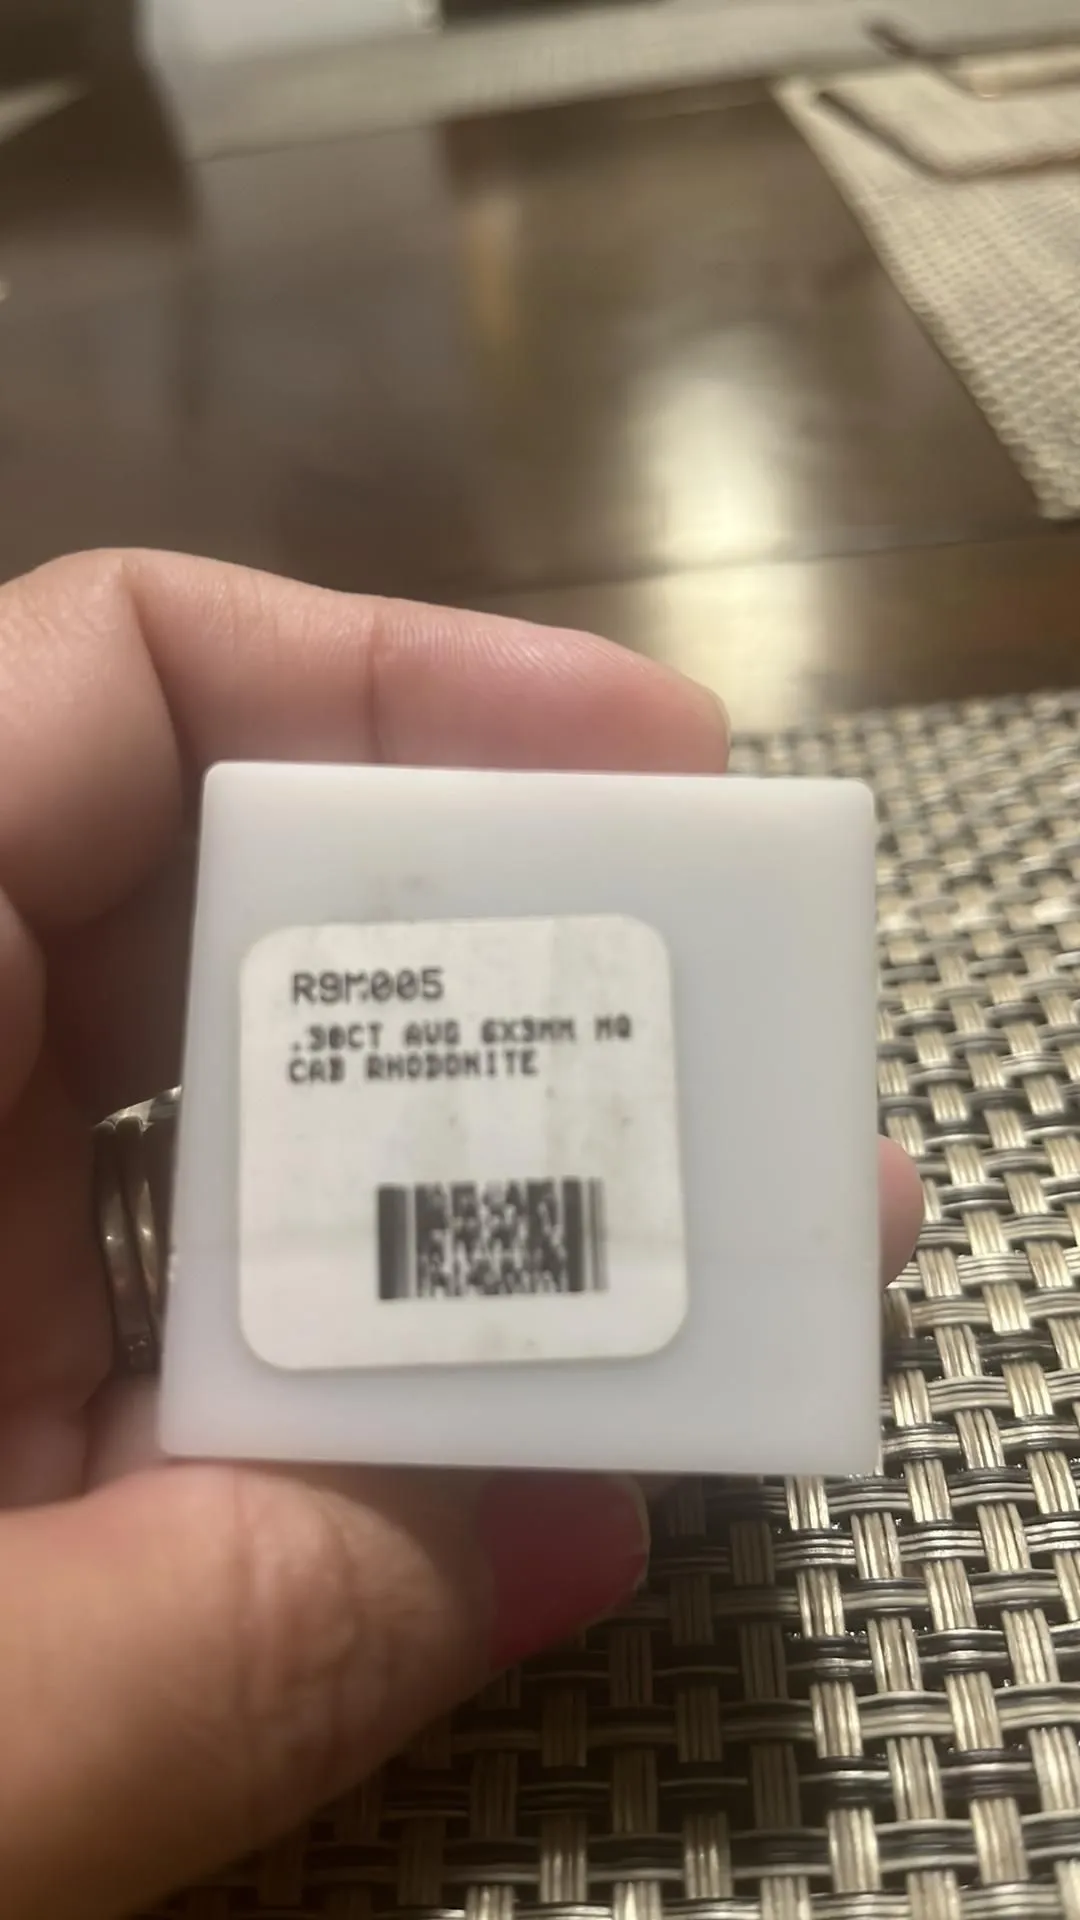 R9M005
.30CT AVG 6X3MM MQ
CAB RHODONITE